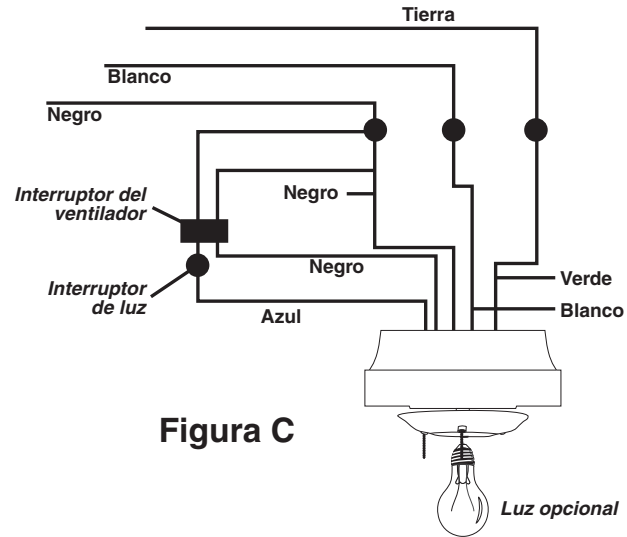 Tierra
Blanco
Negro
Interruptor del
ventilador
Negro
Negro
Verde
Interruptor
de luz
Azul
Blanco
Figura C
Luz opcional